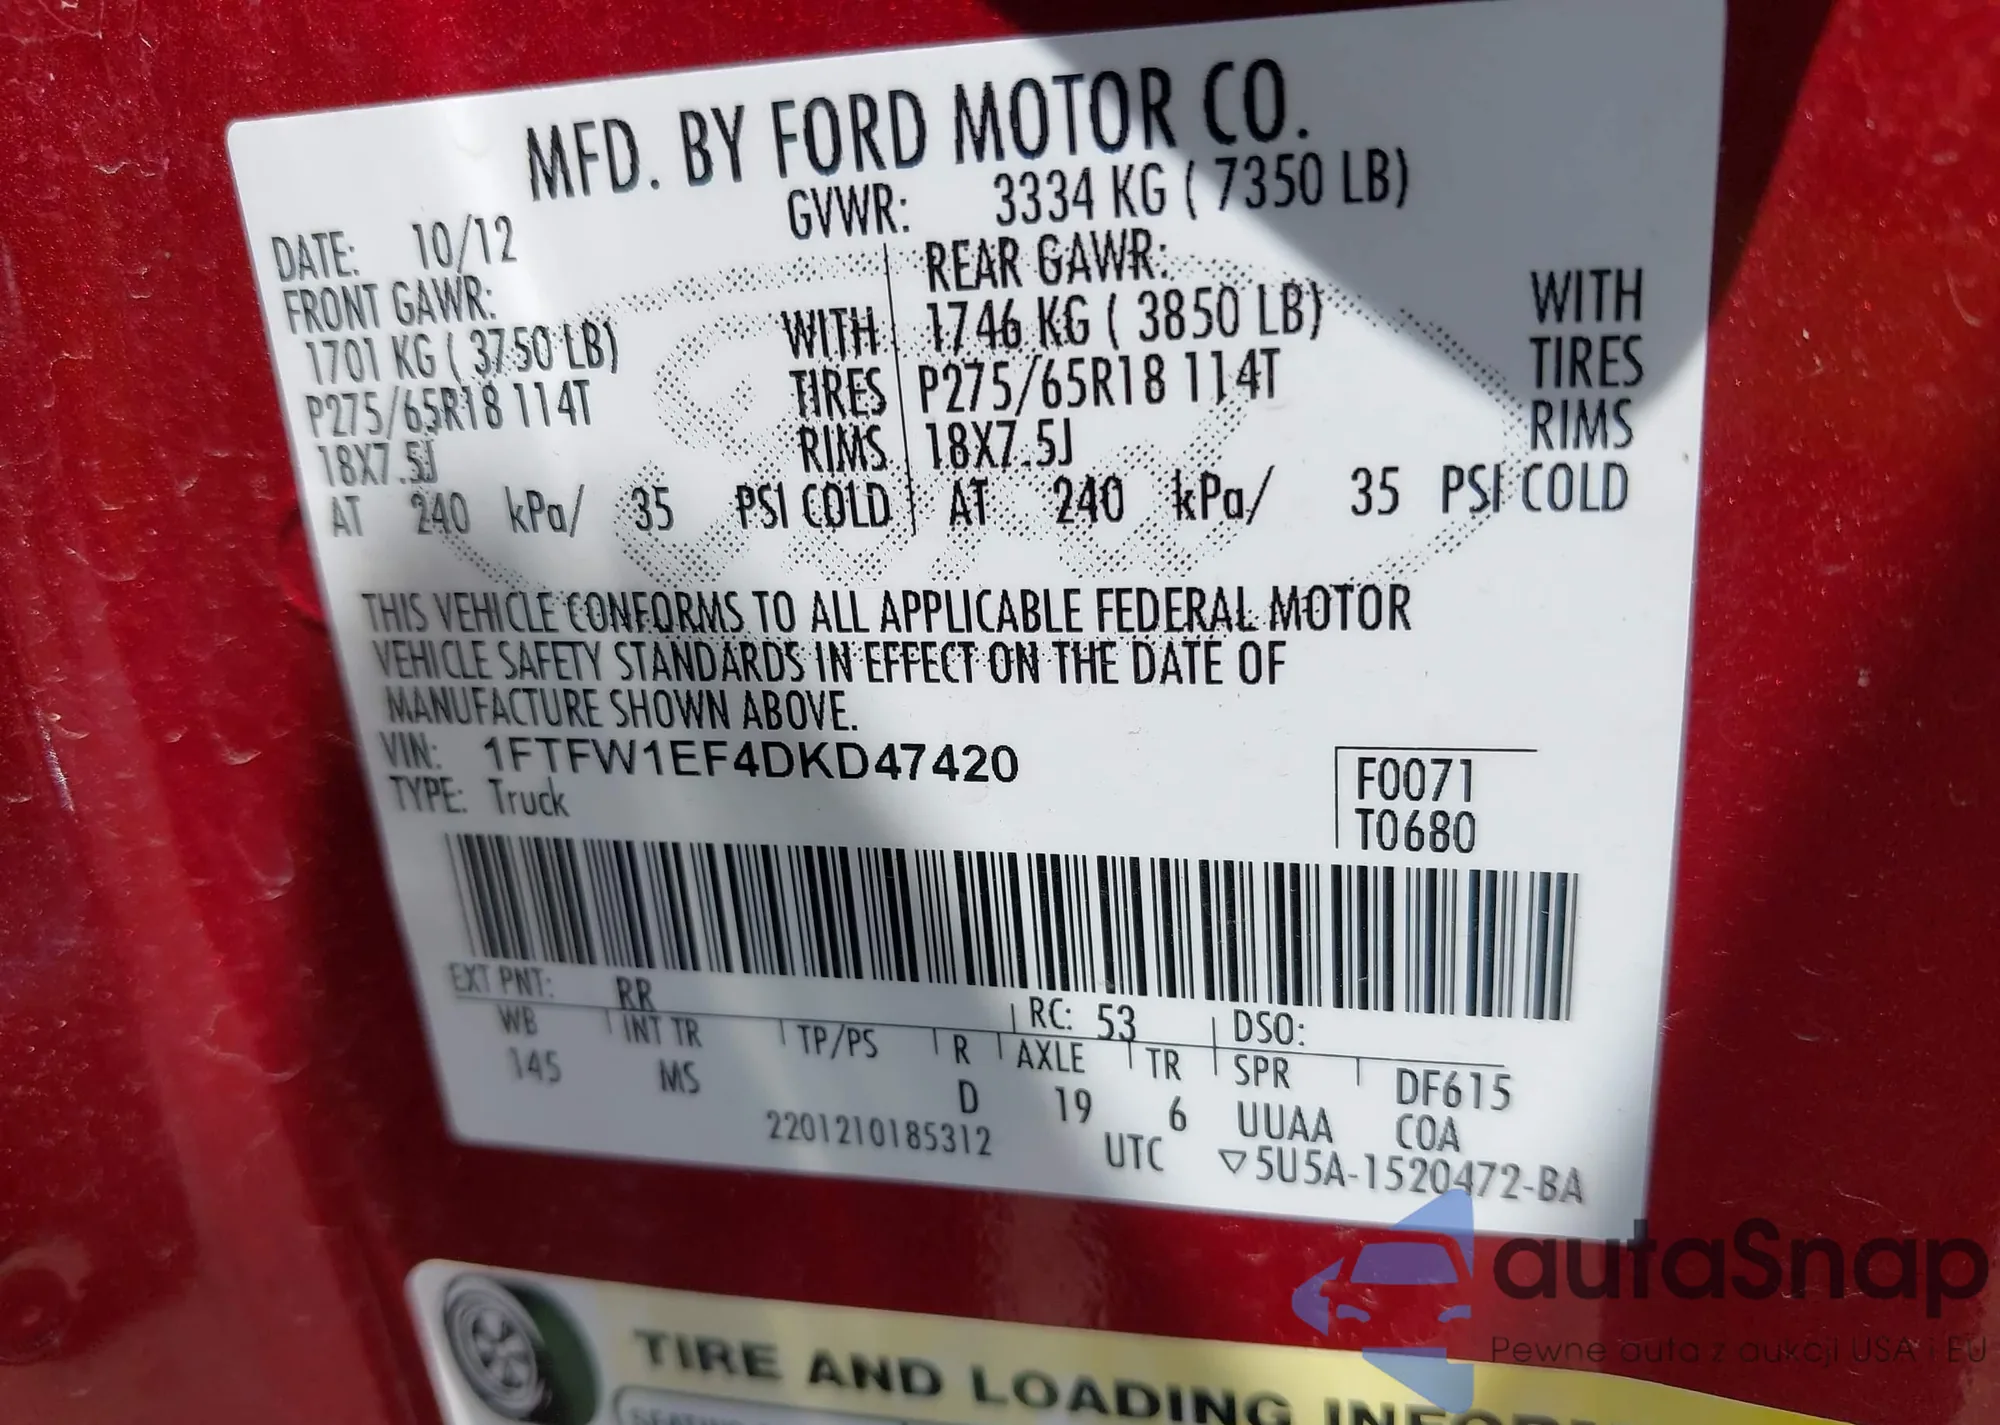 MFD. BY FORD MOTOR CO.
DATE: 10/12 GVWR: 3334 KG ( 7350 LB)
FRONT GAWR: REAR GAWR:
1701 KG ( 3750 LB) WITH 1746 KG ( 3850 LB) WITH
P275/65R18 114T TIRES P275/65R18 114T TIRES
18X7.5J RIMS 18X7.5J RIMS
AT 240 kPa/ 35 PSI COLD AT 240 kPa/ 35 PSI COLD
THIS VEHICLE CONFORMS TO ALL APPLICABLE FEDERAL MOTOR
VEHICLE SAFETY STANDARDS IN EFFECT ON THE DATE OF
MANUFACTURE SHOWN ABOVE.
VIN: 1FTFW1EF4DKD47420 F0071
TYPE: Truck T0680
EXT PNT: RR RC: 53 DSO:
WB INT TR TP/PS R AXLE TR SPR DF615
145 MS D 19 6 UUAA COA
2201210185312 UTC ▽5U5A-1520472-BA
autaSnap
Pewne auta z aukcji USA i EU
TIRE AND LOADING